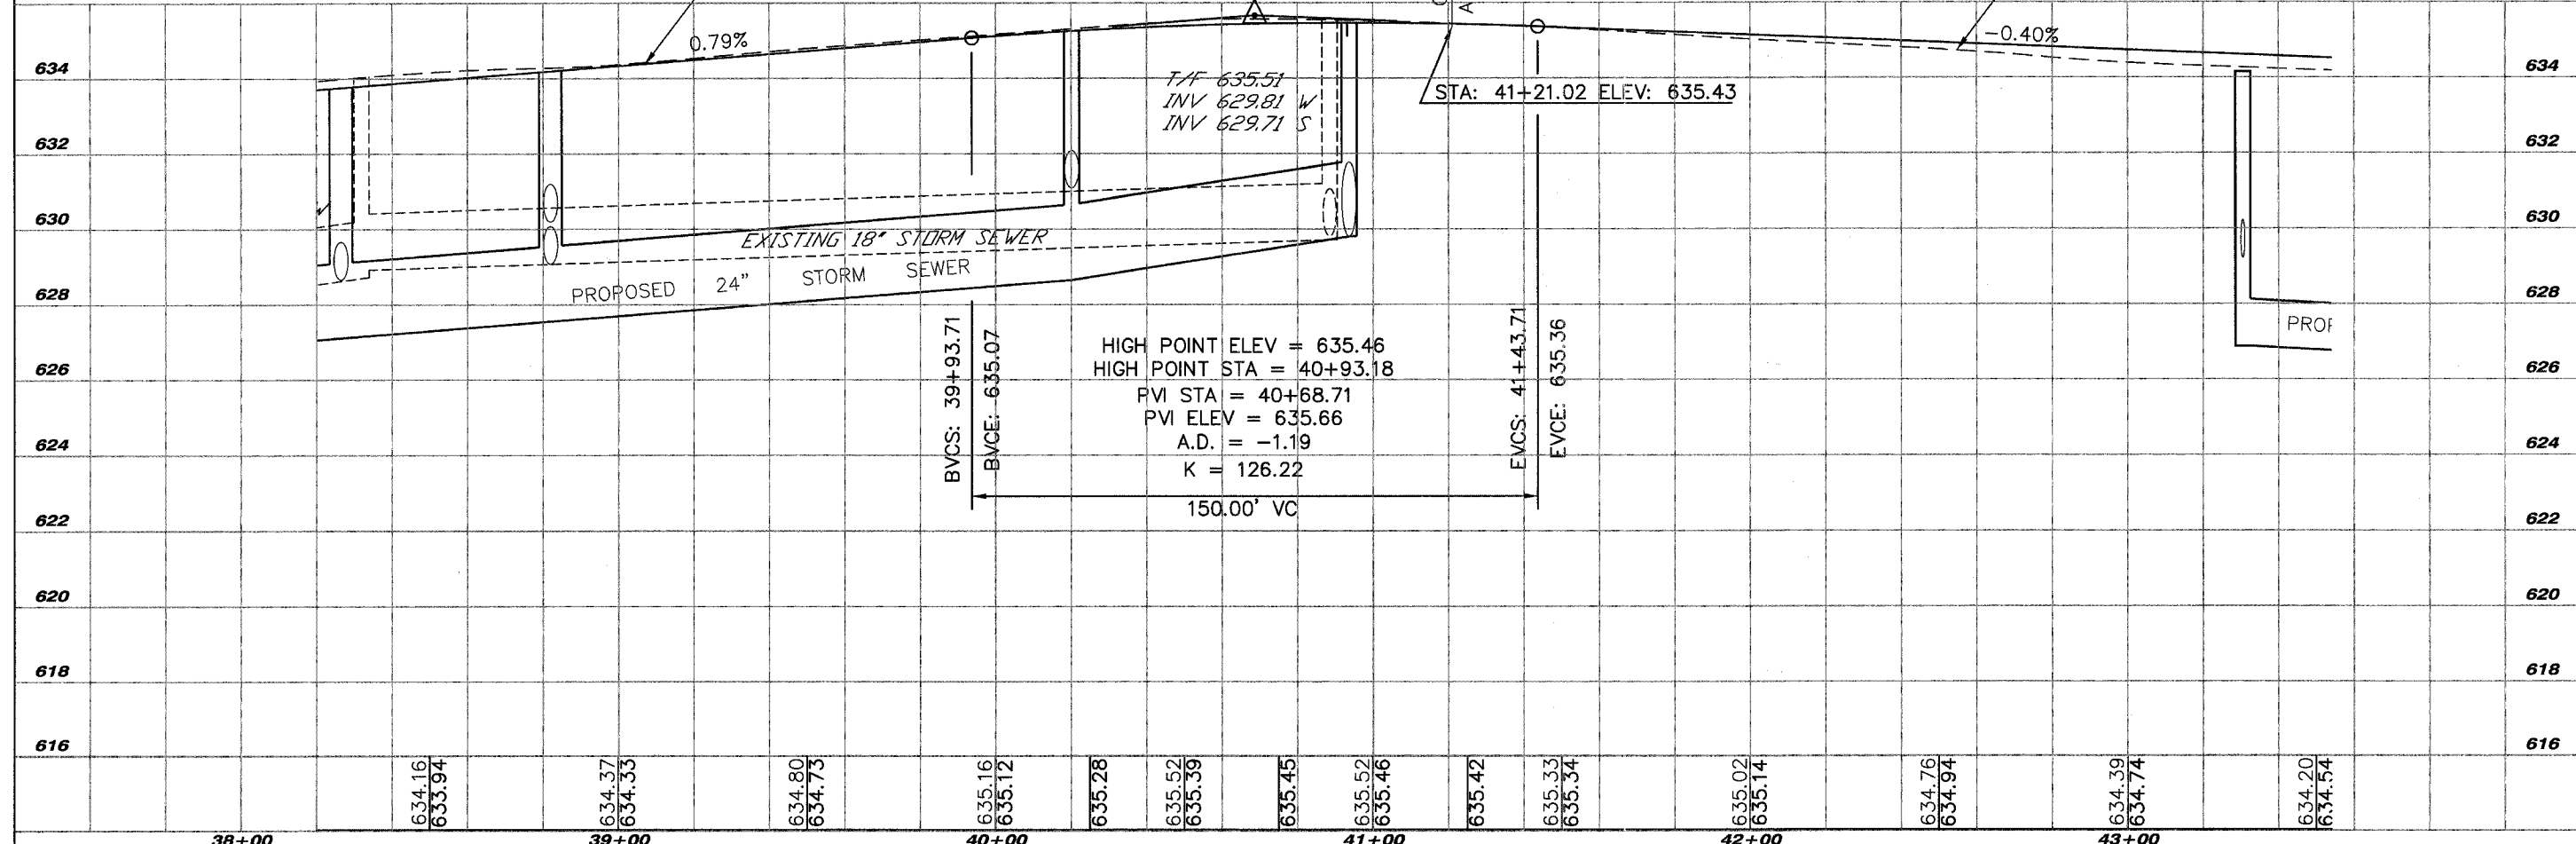 C
A
0.79%
-0.40%
634
634
T/F 635.51
INV 629.81 W
INV 629.71 S
STA: 41+21.02 ELEV: 635.43
632
632
630
630
EXISTING 18" STORM SEWER
PROPOSED 24" STORM SEWER
628
628
PROF
BVCS: 39+93.71
BVCE: 635.07
HIGH POINT ELEV = 635.46
HIGH POINT STA = 40+93.18
PVI STA = 40+68.71
PVI ELEV = 635.66
A.D. = -1.19
K = 126.22
EVCS: 41+43.71
EVCE: 635.36
626
626
624
624
150.00' VC
622
622
620
620
618
618
616
616
634.16
633.94
634.37
634.33
634.80
634.73
635.16
635.12
635.28
635.52
635.39
635.45
635.52
635.46
635.42
635.33
635.34
635.02
635.14
634.76
634.94
634.39
634.74
634.20
634.54
38+00
39+00
40+00
41+00
42+00
43+00